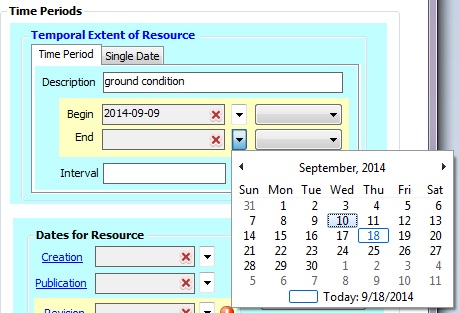 Time Periods
Temporal Extent of Resource
Time Period Single Date
Description ground condition
Begin 2014-09-09
End
Interval
September, 2014
Sun Mon Tue Wed Thu Fri Sat
31 1 2 3 4 5 6
7 8 9 10 11 12 13
14 15 16 17 18 19 20
21 22 23 24 25 26 27
28 29 30 1 2 3 4
5 6 7 8 9 10 11
Today: 9/18/2014
Dates for Resource
Creation
Publication
Revision